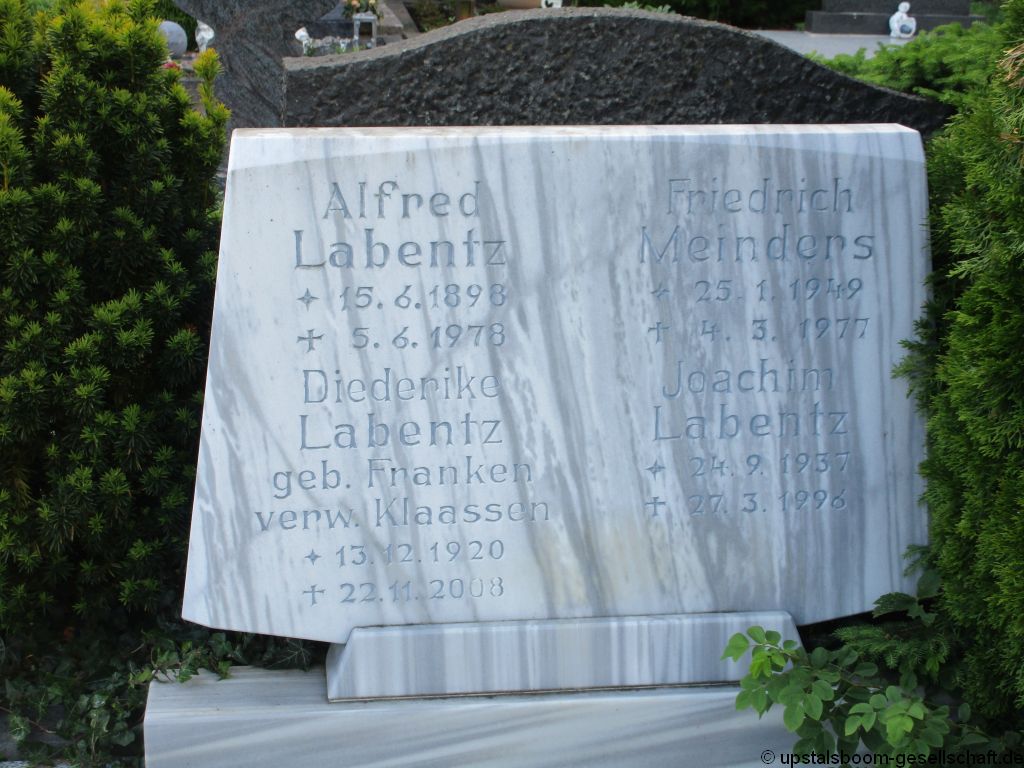 Alfred
Labentz
✧ 15.6.1898
✝ 5.6.1978
Diederike
Labentz
geb. Franken
verw. Klaassen
✧ 13.12.1920
✝ 22.11.2008
Friedrich
Meinders
✧ 25.1.1949
✝ 4.3.1977
Joachim
Labentz
✧ 24.9.1937
✝ 27.3.1996
© upstalsboom-gesellschaft.de